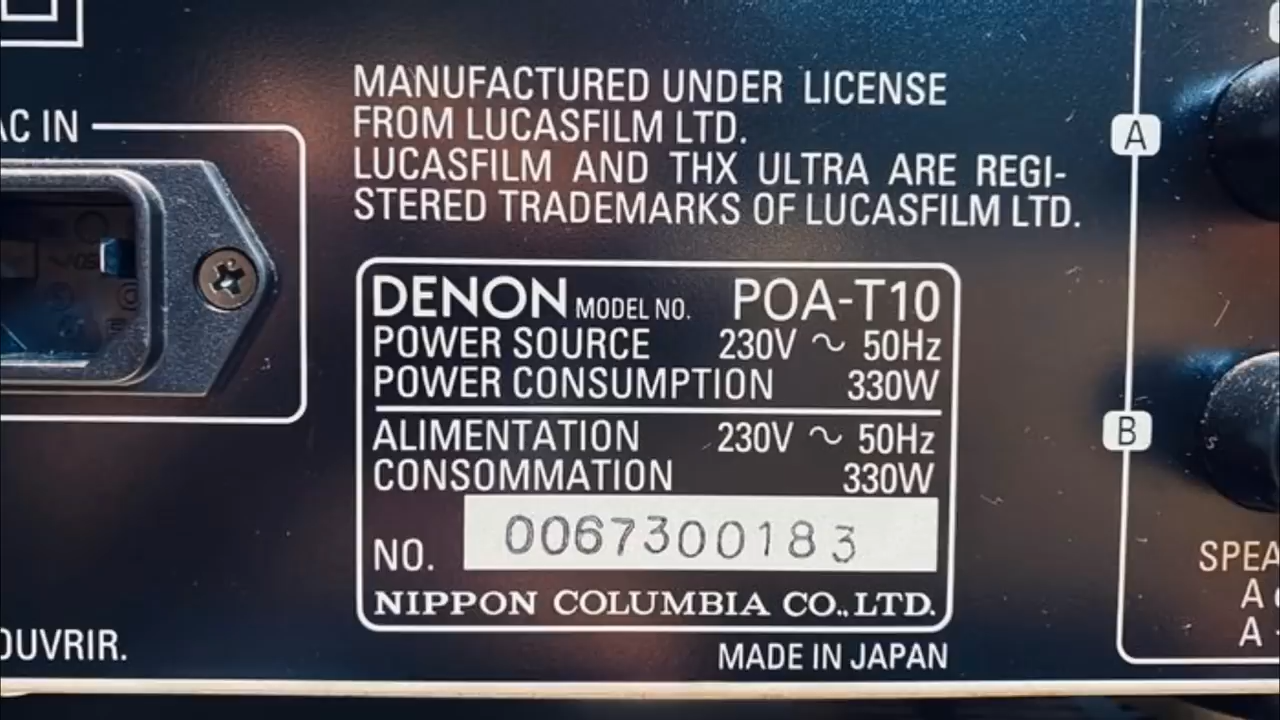 AC IN
MANUFACTURED UNDER LICENSE
FROM LUCASFILM LTD.
LUCASFILM AND THX ULTRA ARE REGI-
STERED TRADEMARKS OF LUCASFILM LTD.
A
DENON MODEL NO. POA-T10
POWER SOURCE 230V ~ 50Hz
POWER CONSUMPTION 330W
ALIMENTATION 230V ~ 50Hz
CONSOMMATION 330W
B
NO. 0067300183
NIPPON COLUMBIA CO., LTD.
MADE IN JAPAN
OUVRIR.
SPEA
A
A